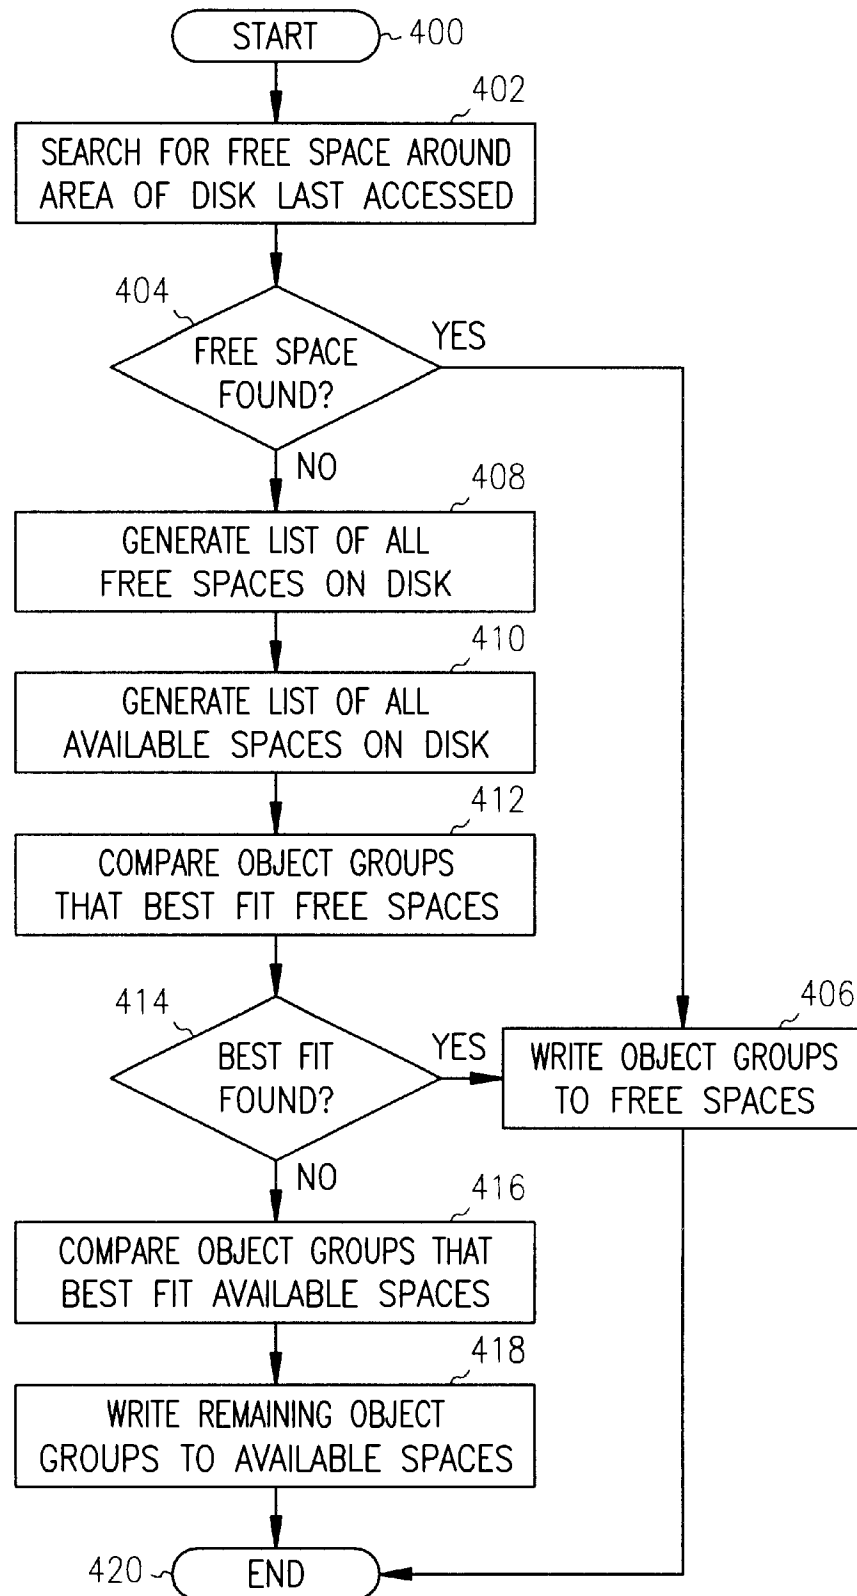 START
400
402
SEARCH FOR FREE SPACE AROUND
AREA OF DISK LAST ACCESSED
404
FREE SPACE
FOUND?
YES
NO
408
GENERATE LIST OF ALL
FREE SPACES ON DISK
410
GENERATE LIST OF ALL
AVAILABLE SPACES ON DISK
412
COMPARE OBJECT GROUPS
THAT BEST FIT FREE SPACES
414
BEST FIT
FOUND?
YES
NO
406
WRITE OBJECT GROUPS
TO FREE SPACES
416
COMPARE OBJECT GROUPS THAT
BEST FIT AVAILABLE SPACES
418
WRITE REMAINING OBJECT
GROUPS TO AVAILABLE SPACES
420
END